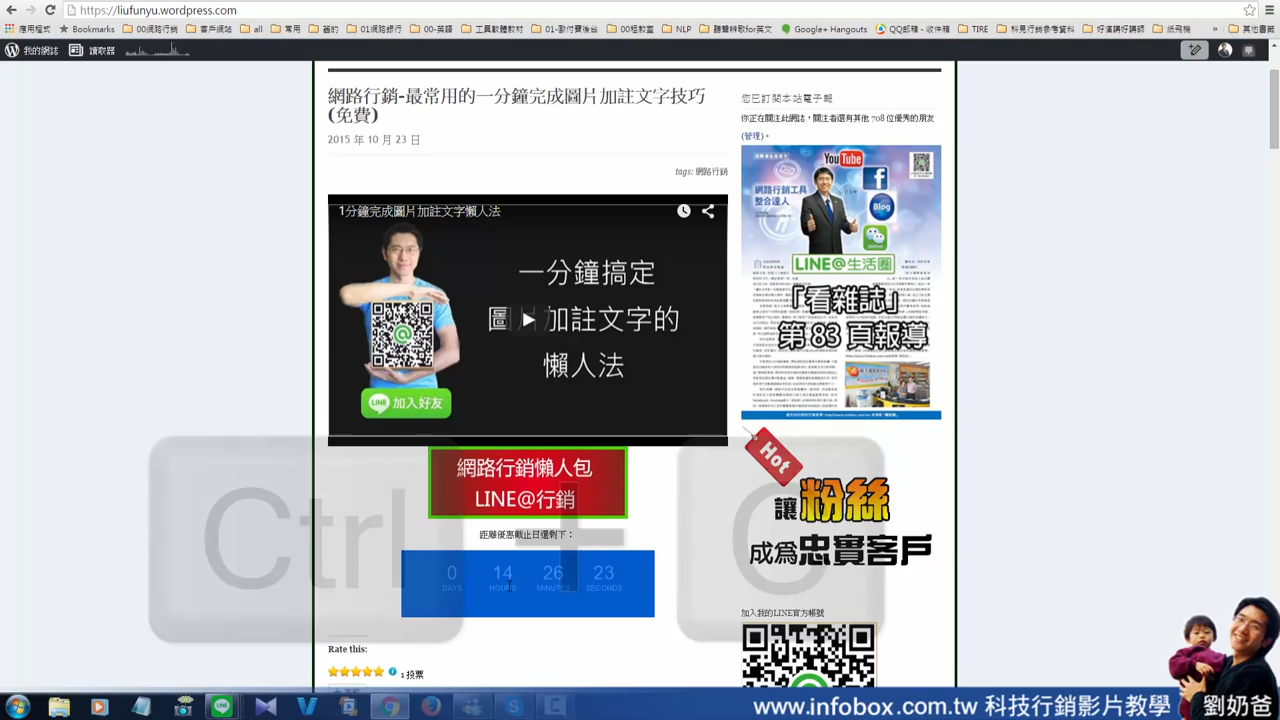 https://liufunyu.wordpress.com
應用程式 Bookmarks 00網路行銷 客戶網站 all 常用 舊的 01網路銀行 00-英語 工具軟體教材 01-歐付寶後台 00租教室 NLP 聽聲辨歌for英文 Google+ Hangouts QQ郵箱 - 收件箱 TIRE 科見行銷參考資料 好演講好講師 紙飛機 » 其他書籤
我的網誌 讀取器
網路行銷-最常用的一分鐘完成圖片加註文字技巧
(免費)
2015 年 10 月 23 日
tags: 網路行銷
1分鐘完成圖片加註文字懶人法
一分鐘搞定
圖片加註文字的
懶人法
LINE 加入好友
網路行銷懶人包
LINE@行銷
距離優惠截止日還剩下：
0 14 26 23
DAYS HOURS MINUTES SECONDS
Ctrl + C
Rate this:
1 投票
您已訂閱本站電子報
你正在關注此網誌，關注者還有其他 708 位優秀的朋友
(管理)。
YouTube
網路行銷工具
整合達人
Blog
LINE@生活圈
「看雜誌」
第 83 頁報導
Hot
讓粉絲
成為忠實客戶
加入我的LINE官方帳號
www.infobox.com.tw 科技行銷影片教學
劉奶爸